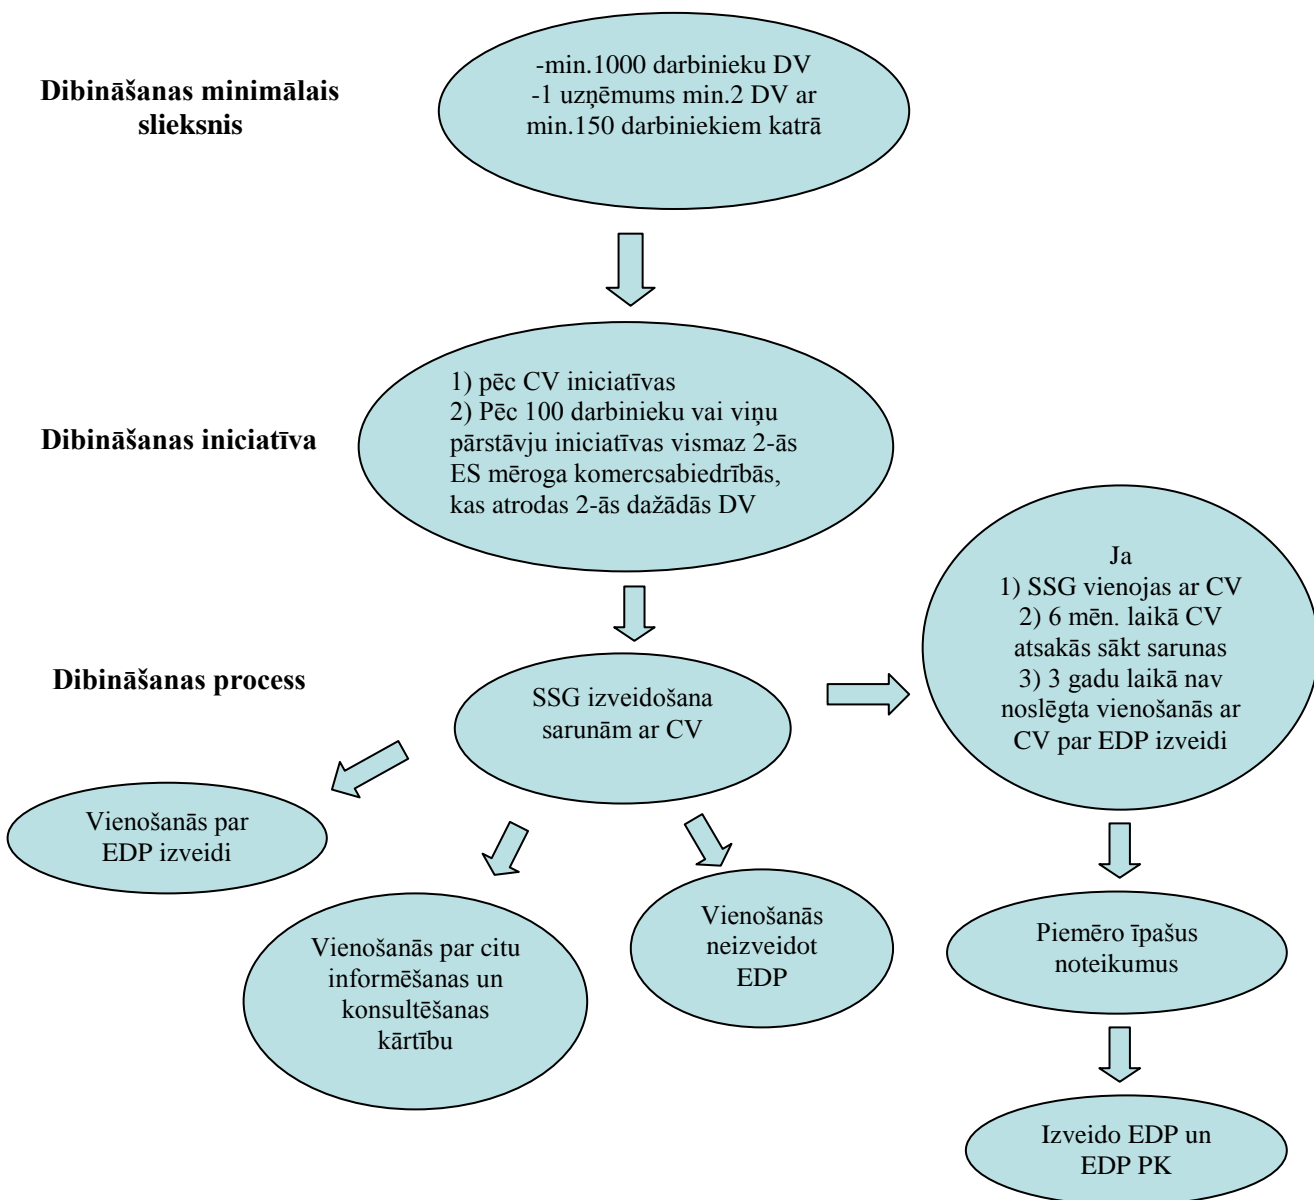 Dibināšanas minimālais
slieksnis
-min.1000 darbinieku DV
-1 uzņēmums min.2 DV ar
min.150 darbiniekiem katrā
Dibināšanas iniciatīva
1) pēc CV iniciatīvas
2) Pēc 100 darbinieku vai viņu
pārstāvju iniciatīvas vismaz 2-ās
ES mēroga komercsabiedrībās,
kas atrodas 2-ās dažādās DV
Dibināšanas process
SSG izveidošana
sarunām ar CV
Ja
1) SSG vienojas ar CV
2) 6 mēn. laikā CV
atsakās sākt sarunas
3) 3 gadu laikā nav
noslēgta vienošanās ar
CV par EDP izveidi
Vienošanās par
EDP izveidi
Vienošanās par citu
informēšanas un
konsultēšanas
kārtību
Vienošanās
neizveidot
EDP
Piemēro īpašus
noteikumus
Izveido EDP un
EDP PK